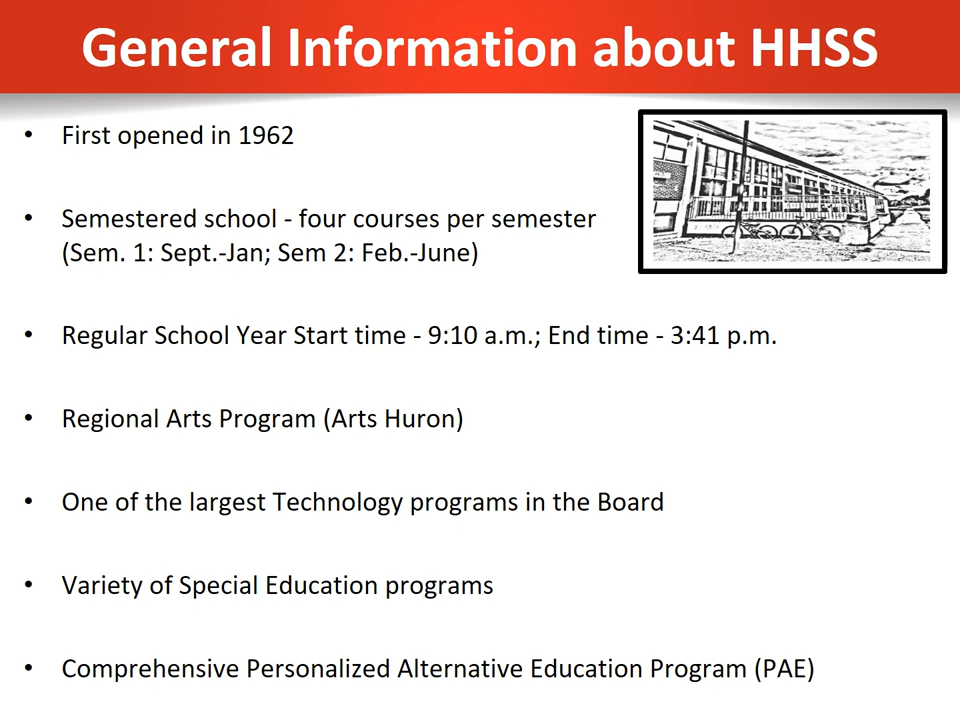 General Information about HHSS
• First opened in 1962
• Semestered school - four courses per semester
(Sem. 1: Sept.-Jan; Sem 2: Feb.-June)
• Regular School Year Start time - 9:10 a.m.; End time - 3:41 p.m.
• Regional Arts Program (Arts Huron)
• One of the largest Technology programs in the Board
• Variety of Special Education programs
• Comprehensive Personalized Alternative Education Program (PAE)